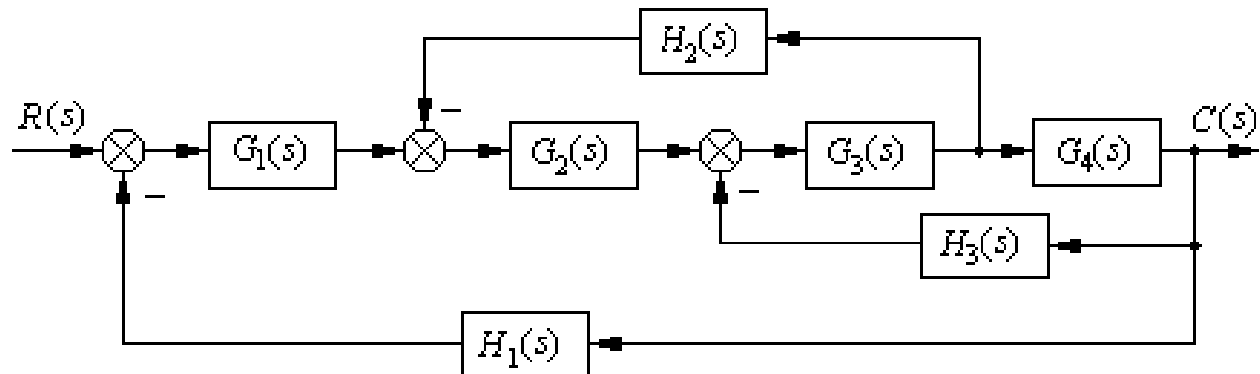 H₂(s)
R(s)
G₁(s)
G₂(s)
G₃(s)
G₄(s)
C(s)
−
−
−
H₃(s)
H₁(s)